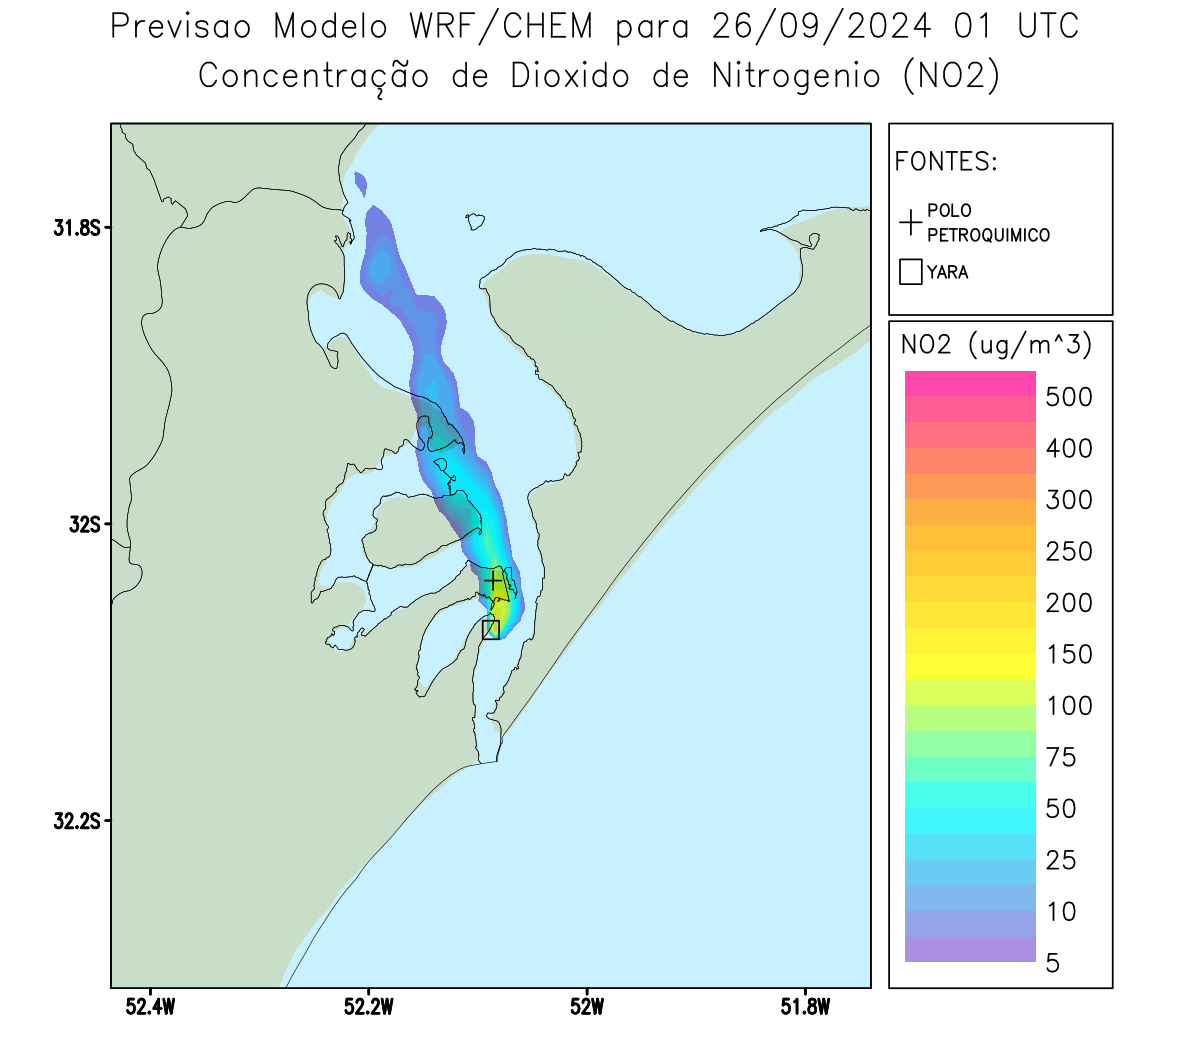 Previsao Modelo WRF/CHEM para 26/09/2024 01 UTC
Concentração de Dioxido de Nitrogenio (NO2)
FONTES:
POLO
PETROQUIMICO
YARA
NO2 (ug/m^3)
500
400
300
250
200
150
100
75
50
25
10
5
31.8S
32S
32.2S
52.4W
52.2W
52W
51.8W